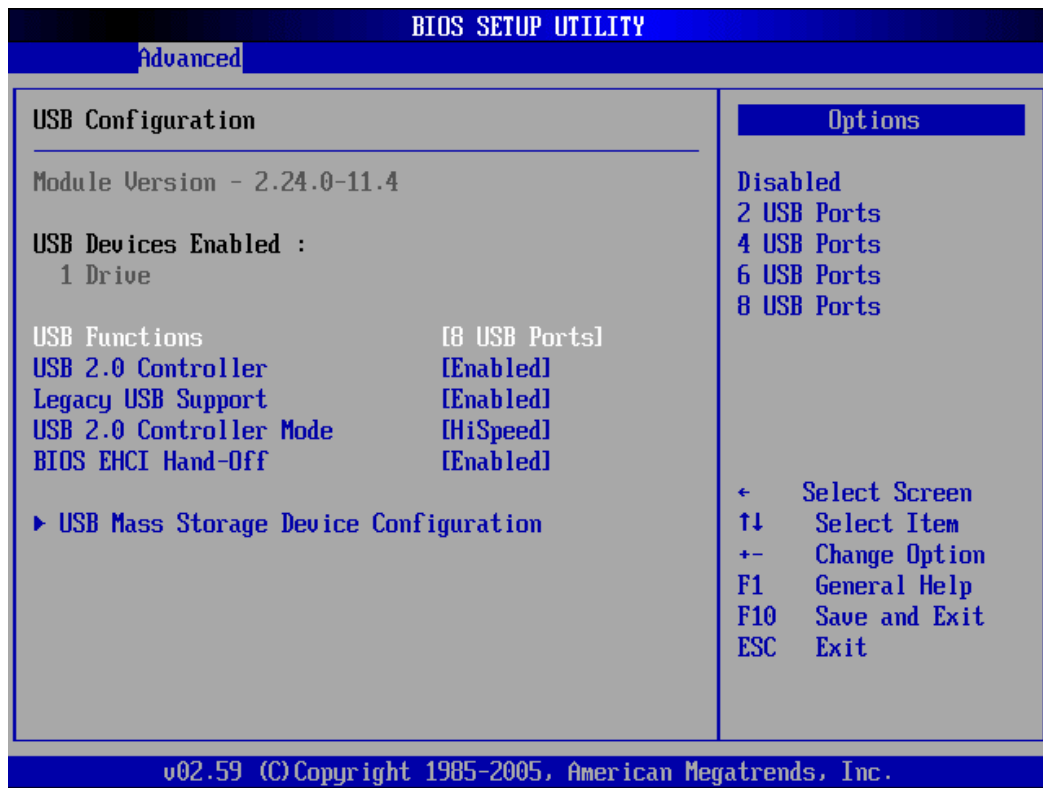 BIOS SETUP UTILITY
Advanced
USB Configuration
Module Version - 2.24.0-11.4
USB Devices Enabled :
1 Drive
USB Functions [8 USB Ports]
USB 2.0 Controller [Enabled]
Legacy USB Support [Enabled]
USB 2.0 Controller Mode [HiSpeed]
BIOS EHCI Hand-Off [Enabled]
▶ USB Mass Storage Device Configuration
Options
Disabled
2 USB Ports
4 USB Ports
6 USB Ports
8 USB Ports
← Select Screen
↑↓ Select Item
+- Change Option
F1 General Help
F10 Save and Exit
ESC Exit
v02.59 (C)Copyright 1985-2005, American Megatrends, Inc.